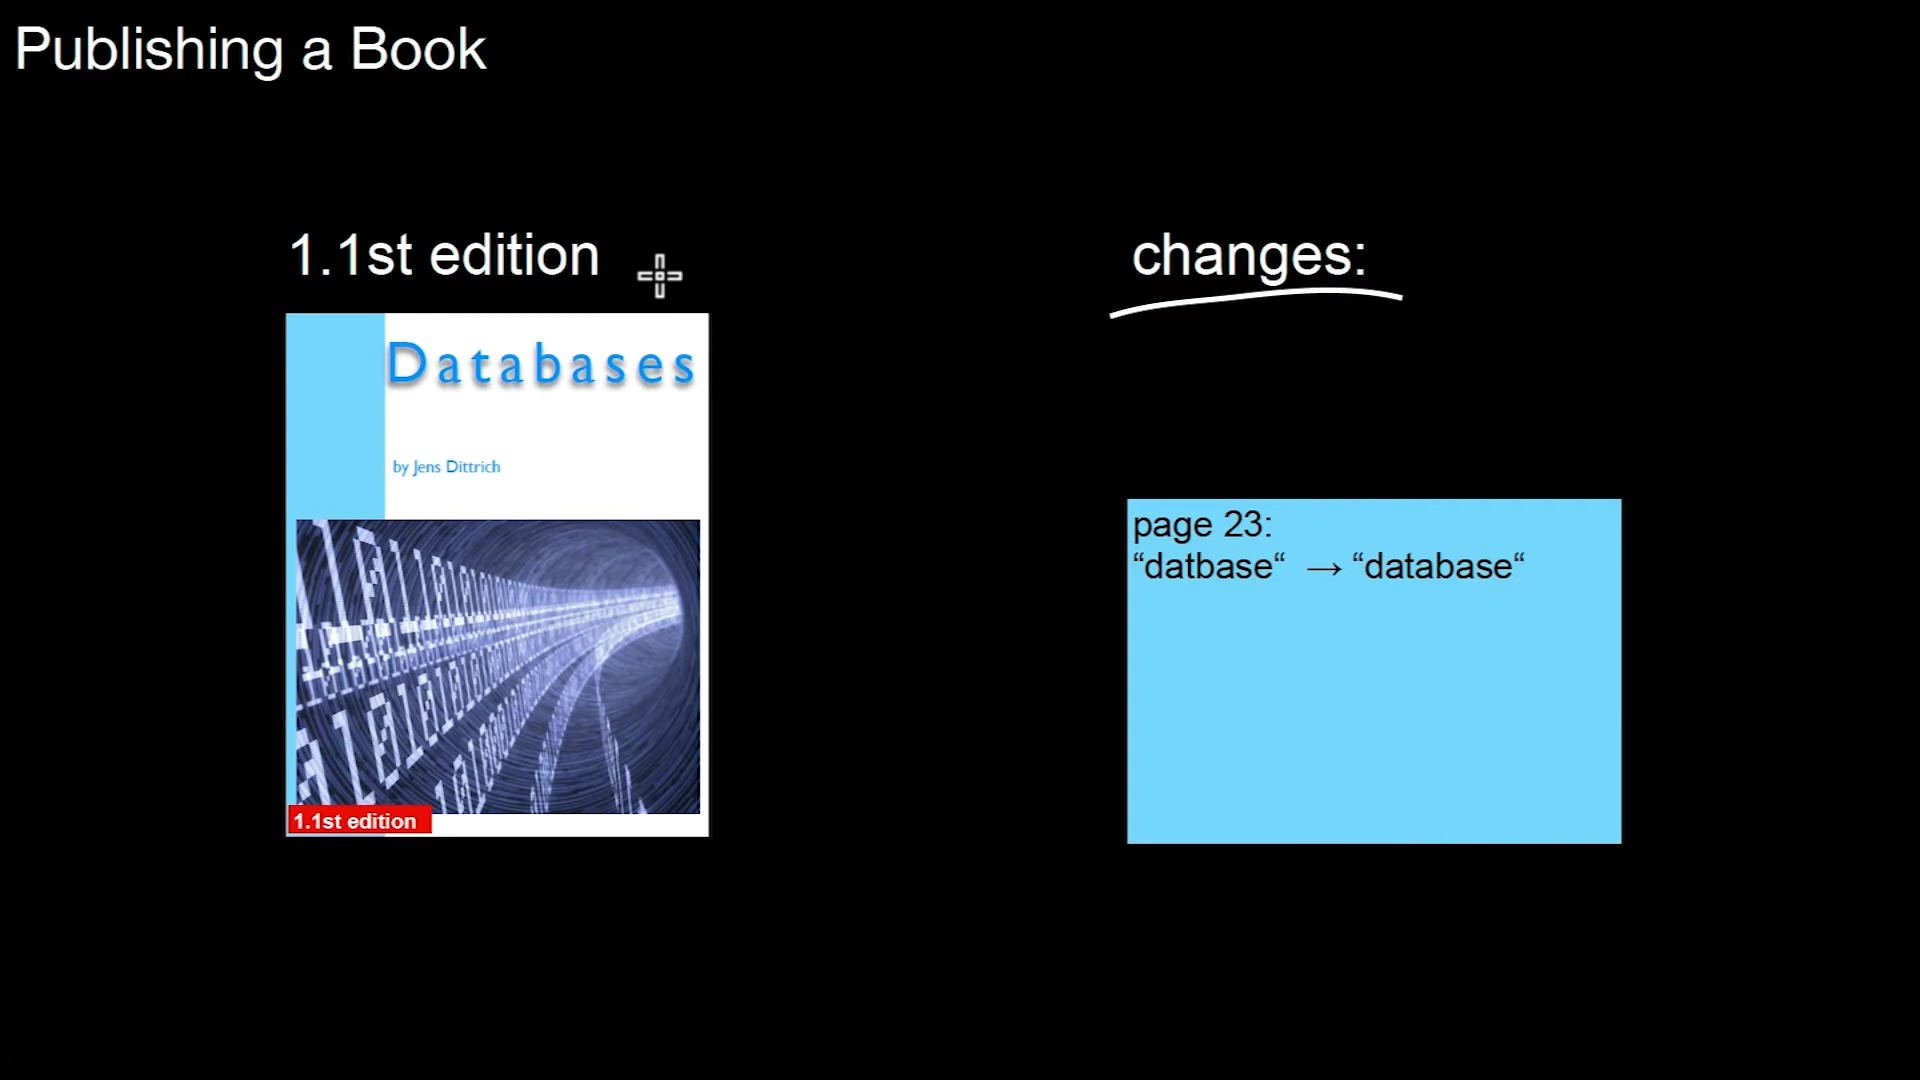 Publishing a Book
1.1st edition
changes:
Databases
by Jens Dittrich
1.1st edition
page 23:
“datbase“ → “database“